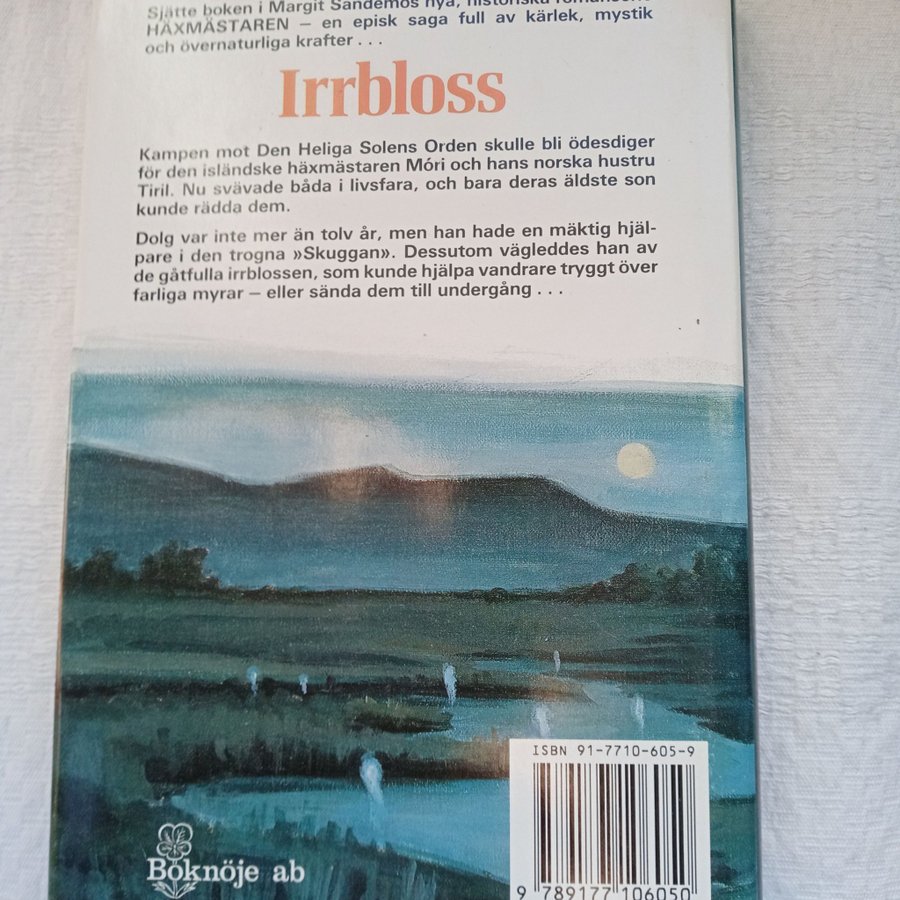 Sjätte boken i Margit Sandemos nya, historiska romanserie
HÄXMÄSTAREN – en episk saga full av kärlek, mystik
och övernaturliga krafter . . .
Irrbloss
Kampen mot Den Heliga Solens Orden skulle bli ödesdiger
för den isländske häxmästaren Móri och hans norska hustru
Tiril. Nu svävade båda i livsfara, och bara deras äldste son
kunde rädda dem.
Dolg var inte mer än tolv år, men han hade en mäktig hjäl-
pare i den trogna »Skuggan». Dessutom vägleddes han av
de gåtfulla irrblossen, som kunde hjälpa vandrare tryggt över
farliga myrar – eller sända dem till undergång . . .
ISBN 91-7710-605-9
Boknöje ab
9 789177 106050